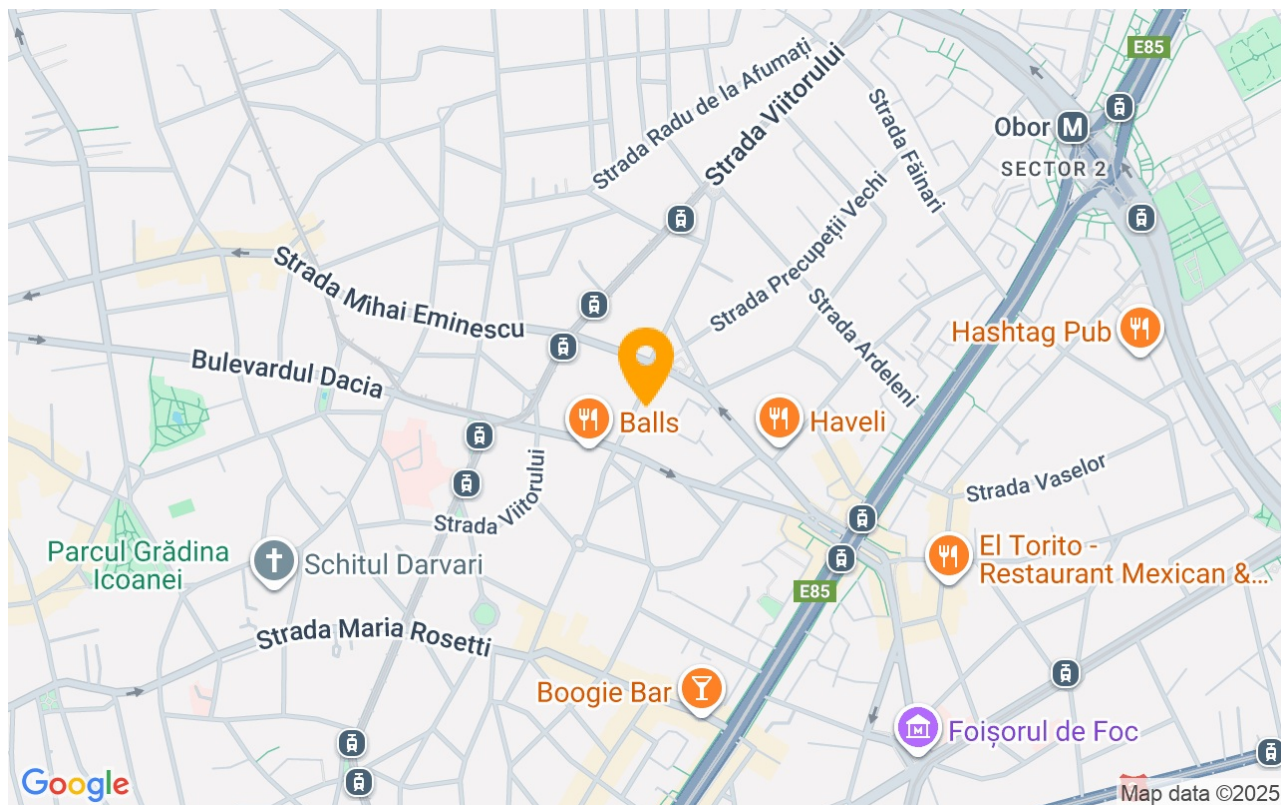 E85
Strada Radu de la Afumați
Strada Viitorului
Strada Făinari
Obor
M
SECTOR 2
Strada Precupeții Vechi
Strada Mihai Eminescu
Strada Ardeleni
Hashtag Pub
Bulevardul Dacia
Balls
Haveli
Strada Viitorului
Strada Vaselor
Parcul Grădina
Icoanei
Schitul Darvari
El Torito -
Restaurant Mexican &...
E85
Strada Maria Rosetti
Boogie Bar
M
Foișorul de Foc
Google
Map data ©2025